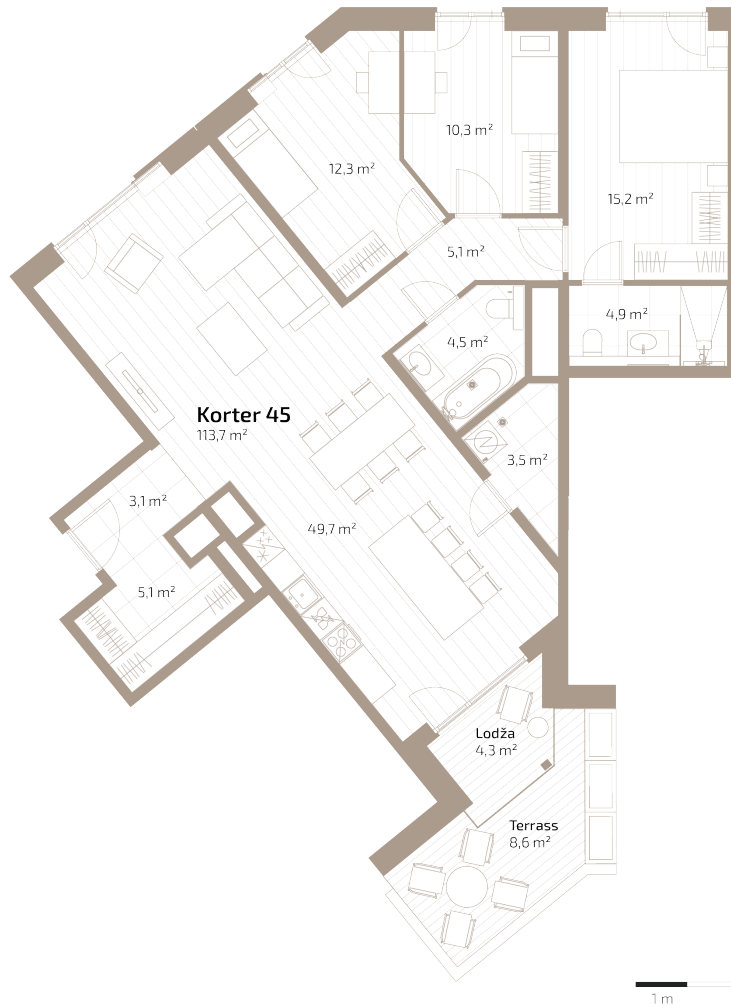 10,3 m²
12,3 m²
15,2 m²
5,1 m²
4,9 m²
4,5 m²
Korter 45
113,7 m²
3,5 m²
3,1 m²
49,7 m²
5,1 m²
Lodža
4,3 m²
Terrass
8,6 m²
1 m